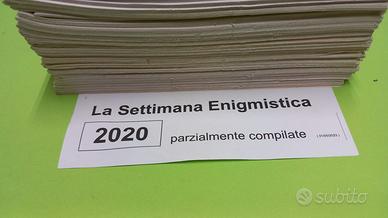 La Settimana Enigmistica
2020 parzialmente compilate
subito